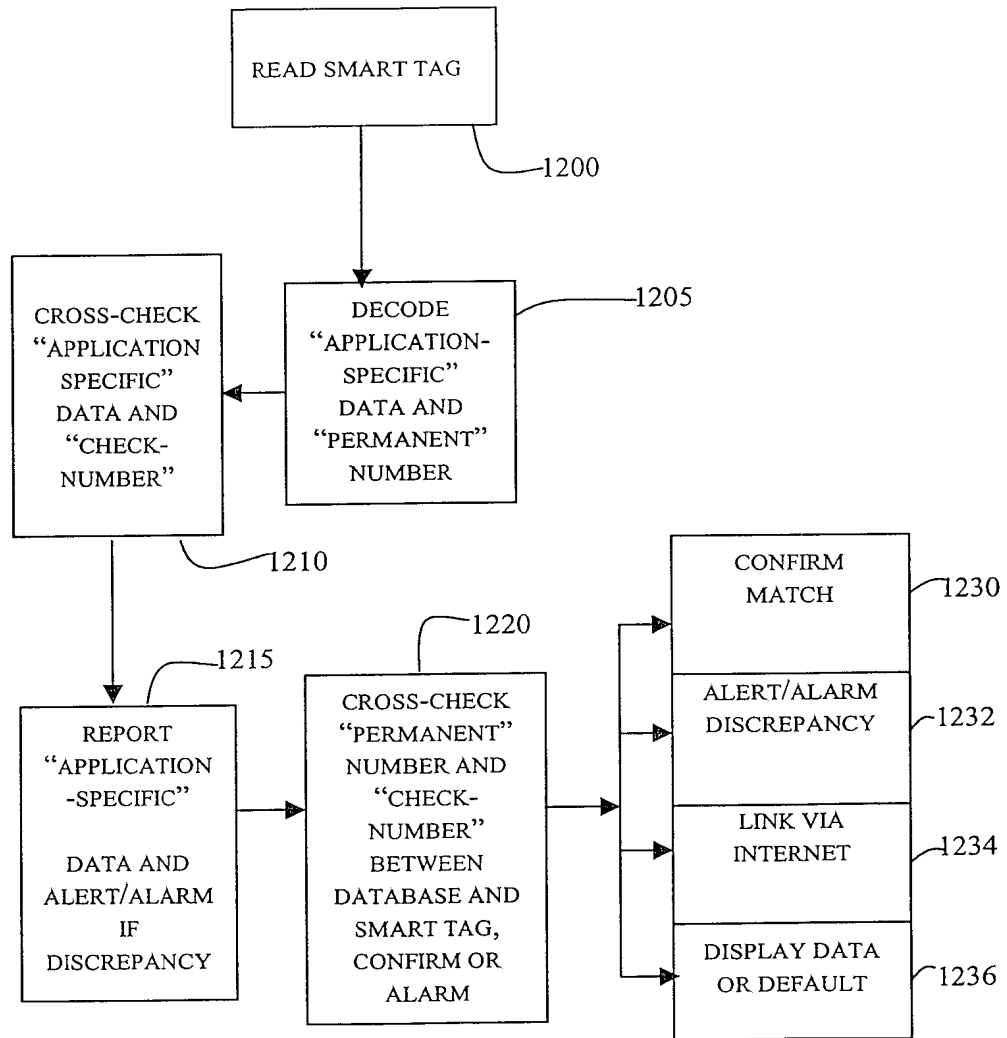 READ SMART TAG
1200
DECODE
“APPLICATION-
SPECIFIC”
DATA AND
“PERMANENT”
NUMBER
1205
CROSS-CHECK
“APPLICATION
SPECIFIC”
DATA AND
“CHECK-
NUMBER”
1210
REPORT
“APPLICATION
-SPECIFIC”
DATA AND
ALERT/ALARM
IF
DISCREPANCY
1215
CROSS-CHECK
“PERMANENT”
NUMBER AND
“CHECK-
NUMBER”
BETWEEN
DATABASE AND
SMART TAG,
CONFIRM OR
ALARM
1220
CONFIRM
MATCH
1230
ALERT/ALARM
DISCREPANCY
1232
LINK VIA
INTERNET
1234
DISPLAY DATA
OR DEFAULT
1236